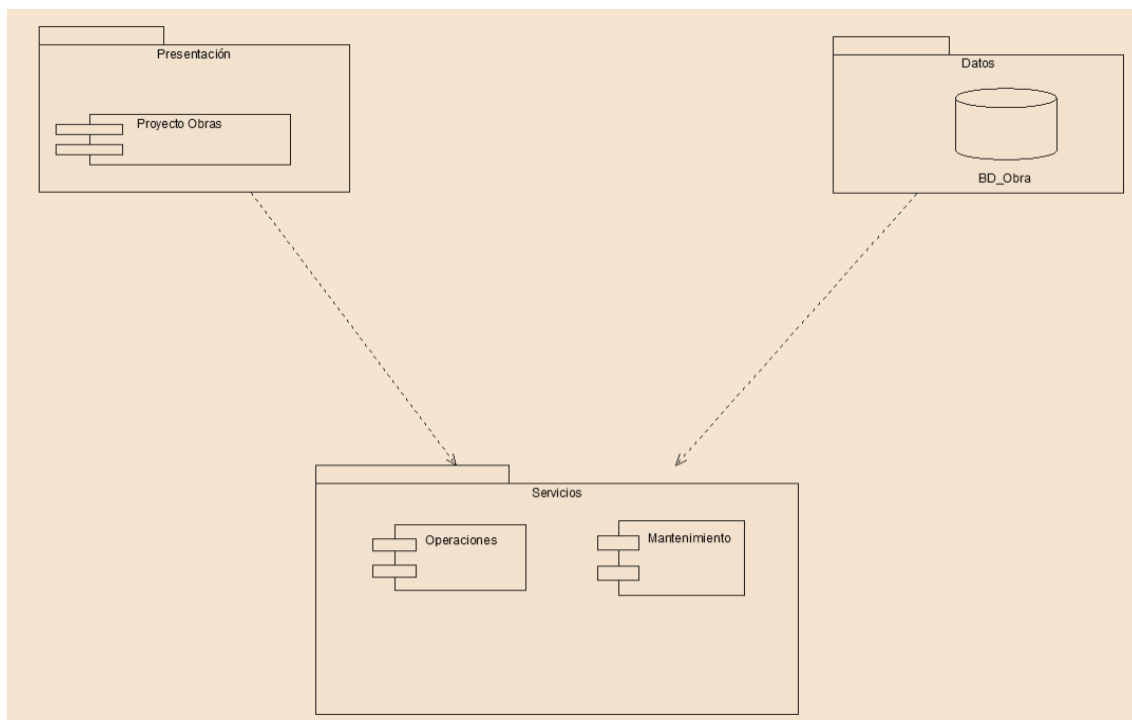 Presentación
Proyecto Obras
Datos
BD_Obra
Servicios
Operaciones
Mantenimiento